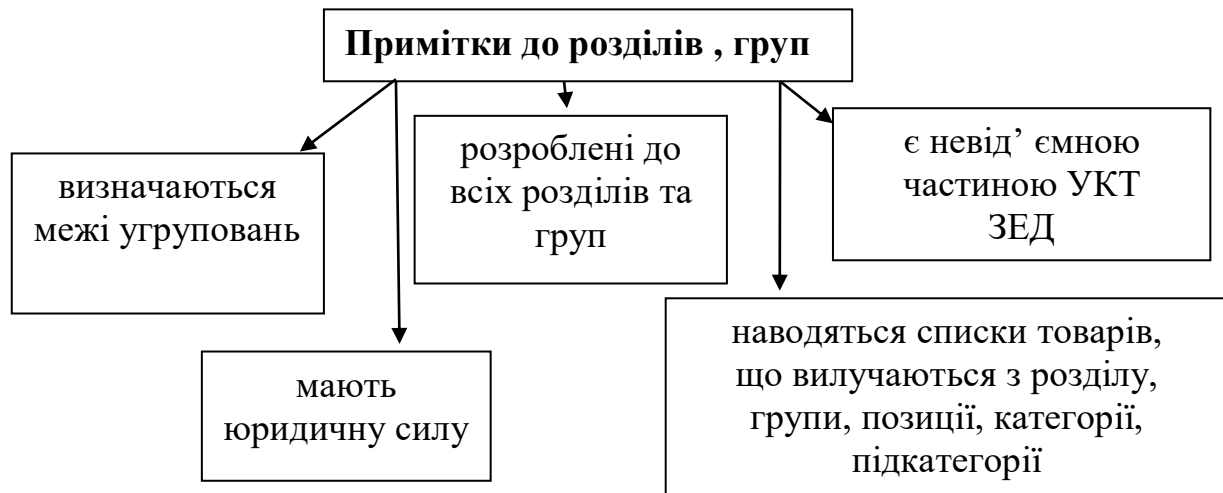 Примітки до розділів , груп
визначаються
межі угруповань
розроблені до
всіх розділів та
груп
є невід’ ємною
частиною УКТ
ЗЕД
мають
юридичну силу
наводяться списки товарів,
що вилучаються з розділу,
групи, позиції, категорії,
підкатегорії